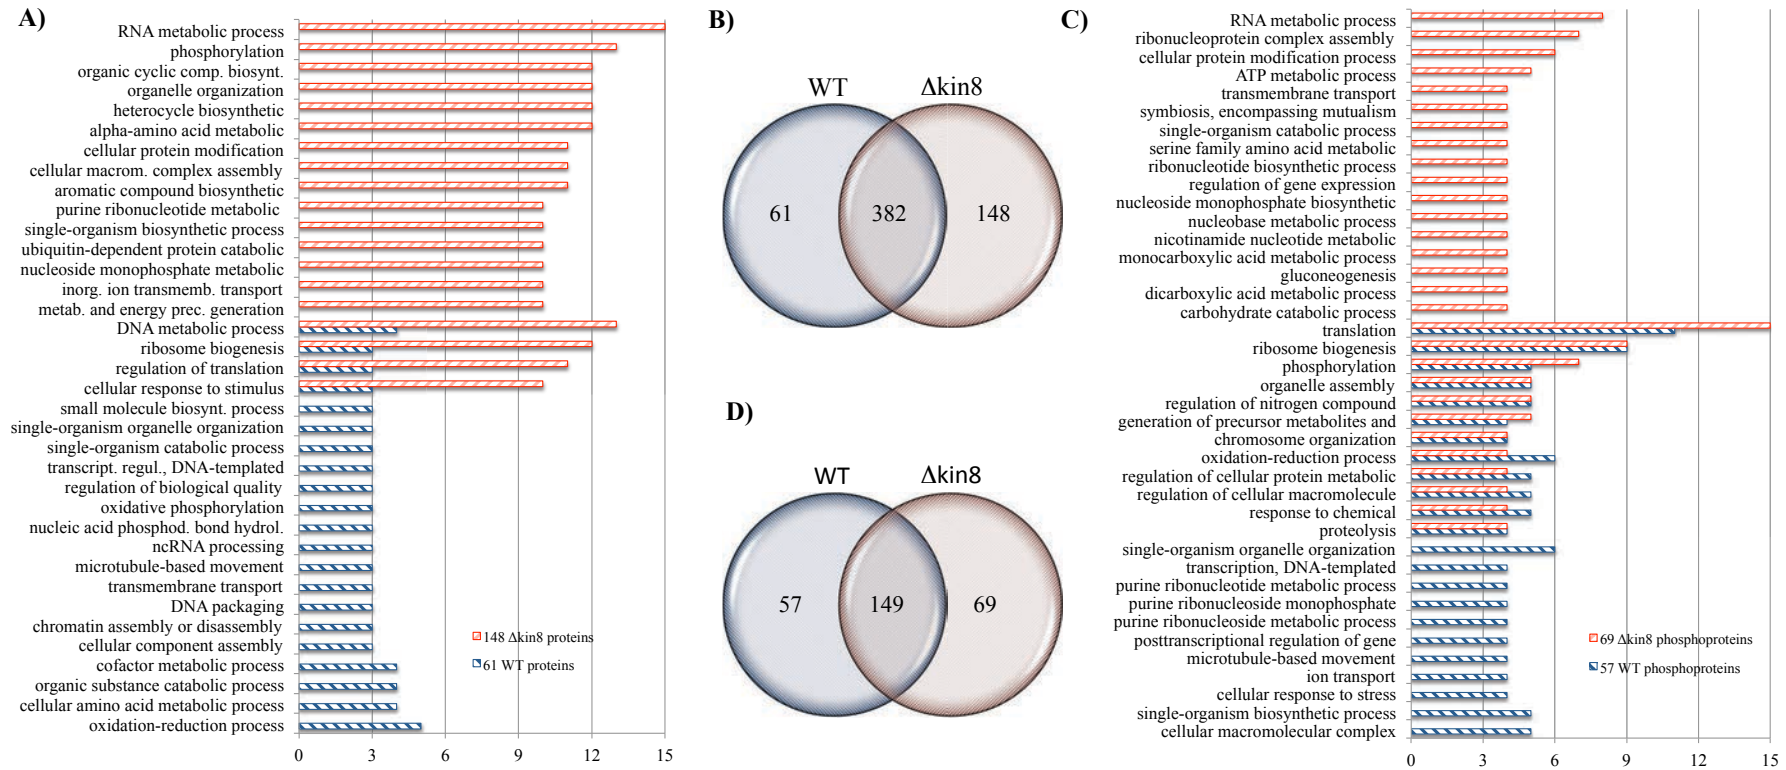 A)
RNA metabolic process
phosphorylation
organic cyclic comp. biosynt.
organelle organization
heterocycle biosynthetic
alpha-amino acid metabolic
cellular protein modification
cellular macrom. complex assembly
aromatic compound biosynthetic
purine ribonucleotide metabolic
single-organism biosynthetic process
ubiquitin-dependent protein catabolic
nucleoside monophosphate metabolic
inorg. ion transmemb. transport
metab. and energy prec. generation
DNA metabolic process
ribosome biogenesis
regulation of translation
cellular response to stimulus
small molecule biosynt. process
single-organism organelle organization
single-organism catabolic process
transcript. regul., DNA-templated
regulation of biological quality
oxidative phosphorylation
nucleic acid phosphod. bond hydrol.
ncRNA processing
microtubule-based movement
transmembrane transport
DNA packaging
chromatin assembly or disassembly
cellular component assembly
cofactor metabolic process
organic substance catabolic process
cellular amino acid metabolic process
oxidation-reduction process
148 Δkin8 proteins
61 WT proteins
0 3 6 9 12 15
B)
WT Δkin8
61 382 148
D)
WT Δkin8
57 149 69
C)
RNA metabolic process
ribonucleoprotein complex assembly
cellular protein modification process
ATP metabolic process
transmembrane transport
symbiosis, encompassing mutualism
single-organism catabolic process
serine family amino acid metabolic
ribonucleotide biosynthetic process
regulation of gene expression
nucleoside monophosphate biosynthetic
nucleobase metabolic process
nicotinamide nucleotide metabolic
monocarboxylic acid metabolic process
gluconeogenesis
dicarboxylic acid metabolic process
carbohydrate catabolic process
translation
ribosome biogenesis
phosphorylation
organelle assembly
regulation of nitrogen compound
generation of precursor metabolites and
chromosome organization
oxidation-reduction process
regulation of cellular protein metabolic
regulation of cellular macromolecule
response to chemical
proteolysis
single-organism organelle organization
transcription, DNA-templated
purine ribonucleotide metabolic process
purine ribonucleoside monophosphate
purine ribonucleoside metabolic process
posttranscriptional regulation of gene
microtubule-based movement
ion transport
cellular response to stress
single-organism biosynthetic process
cellular macromolecular complex
69 Δkin8 phosphoproteins
57 WT phosphoproteins
0 3 6 9 12 15